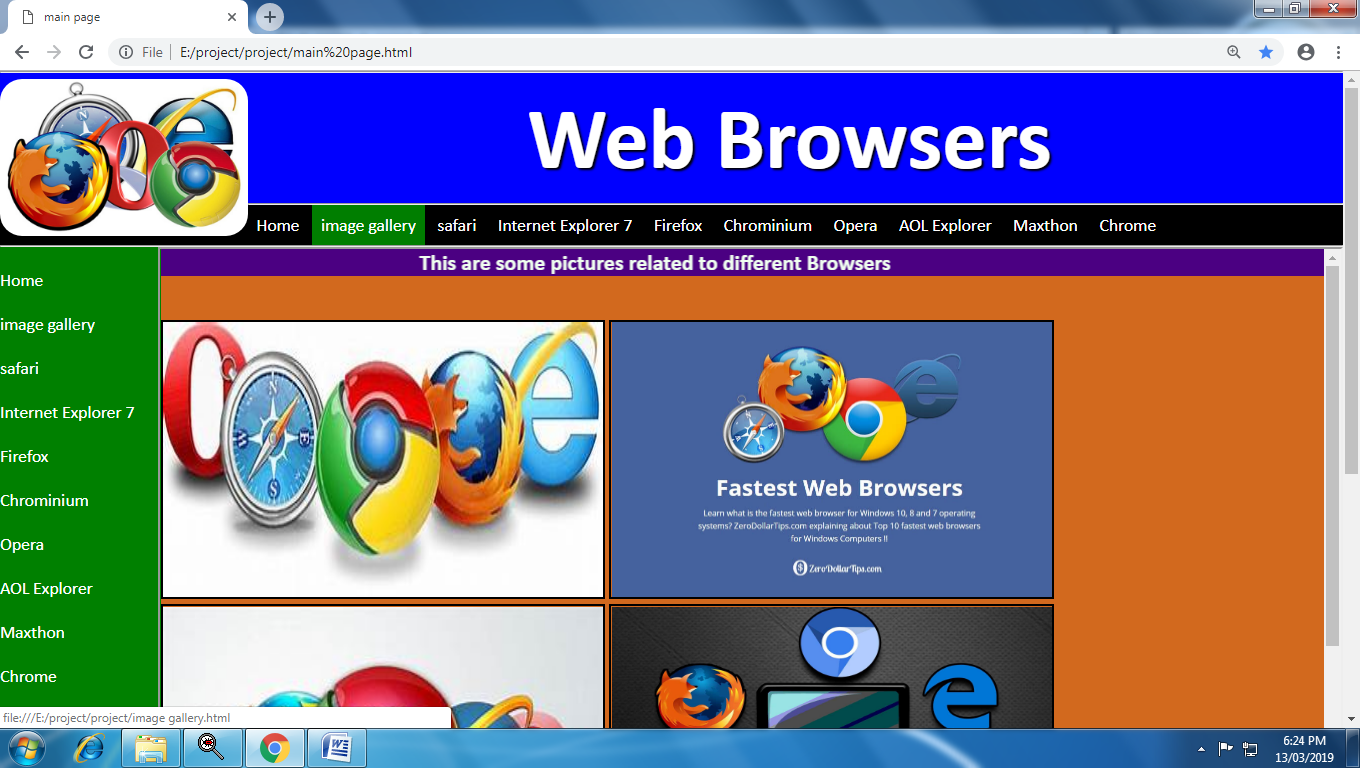 main page
File
E:/project/project/main%20page.html
Web Browsers
Home image gallery safari Internet Explorer 7 Firefox Chrominium Opera AOL Explorer Maxthon Chrome
Home
image gallery
safari
Internet Explorer 7
Firefox
Chrominium
Opera
AOL Explorer
Maxthon
Chrome
This are some pictures related to different Browsers
Fastest Web Browsers
Learn what is the fastest web browser for Windows 10, 8 and 7 operating
systems? ZeroDollarTips.com explaining about Top 10 fastest web browsers
for Windows Computers !!
ZeroDollarTips.com
file:///E:/project/project/image gallery.html
6:24 PM
13/03/2019